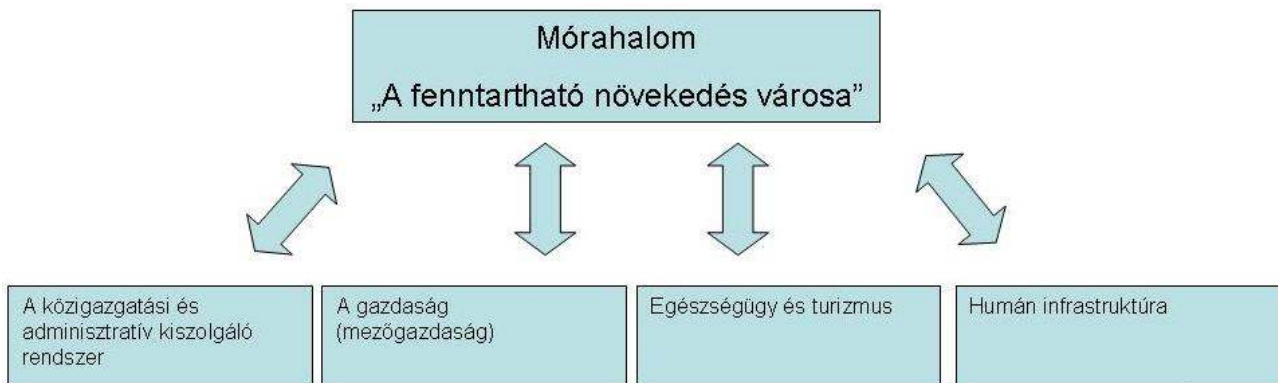 Mórahalom
„A fenntartható növekedés városa”
A közigazgatási és
adminisztratív kiszolgáló
rendszer
A gazdaság
(mezőgazdaság)
Egészségügy és turizmus
Humán infrastruktúra